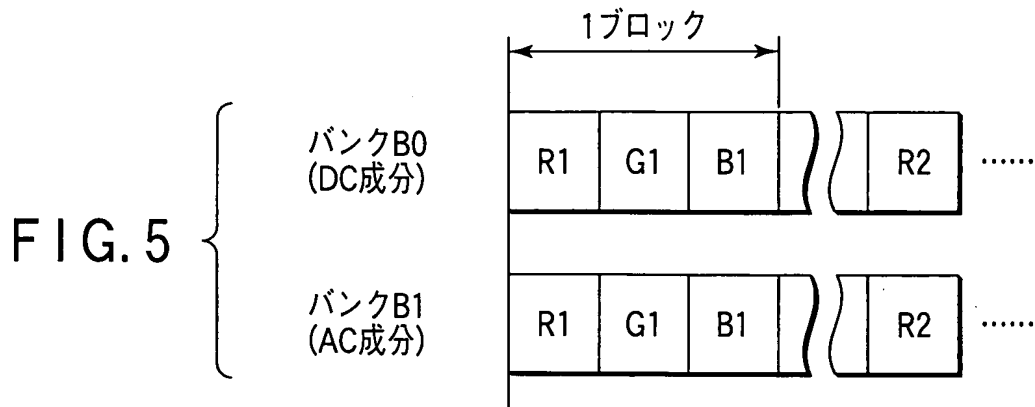 1ブロック
バンクB0
(DC成分)
R1 G1 B1 R2 ……
FIG. 5
バンクB1
(AC成分)
R1 G1 B1 R2 ……